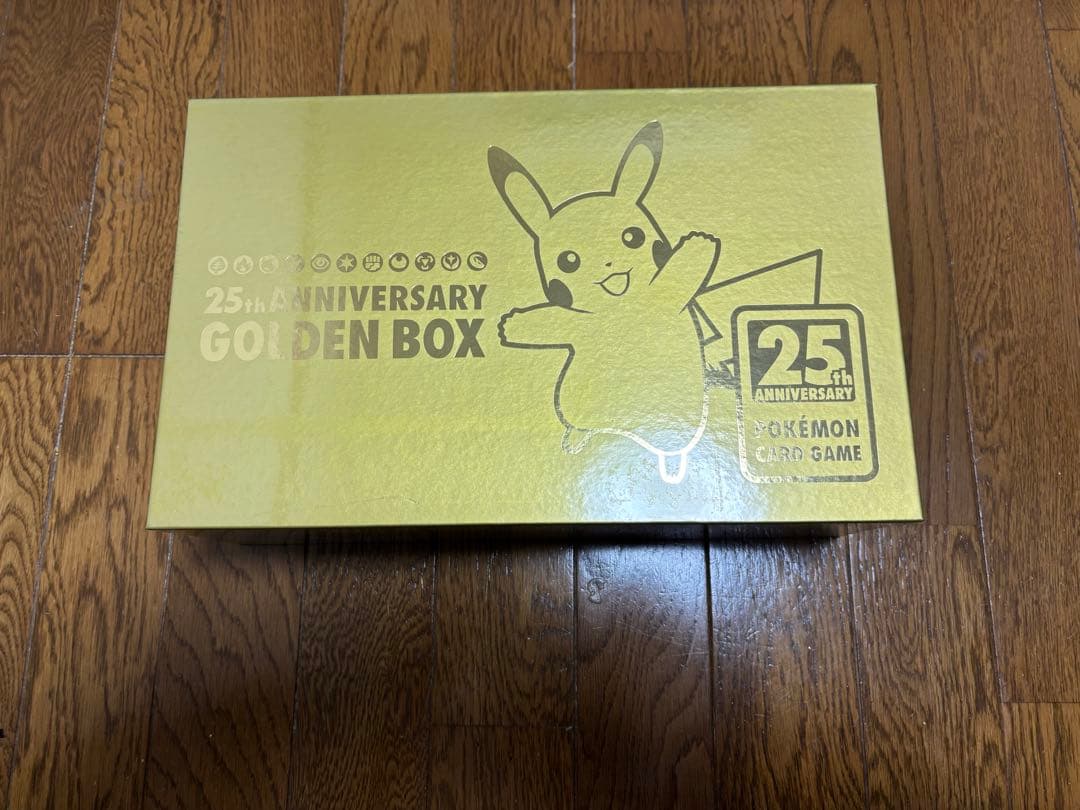 25th ANNIVERSARY
GOLDEN BOX
25th
ANNIVERSARY
POKÉMON
CARD GAME